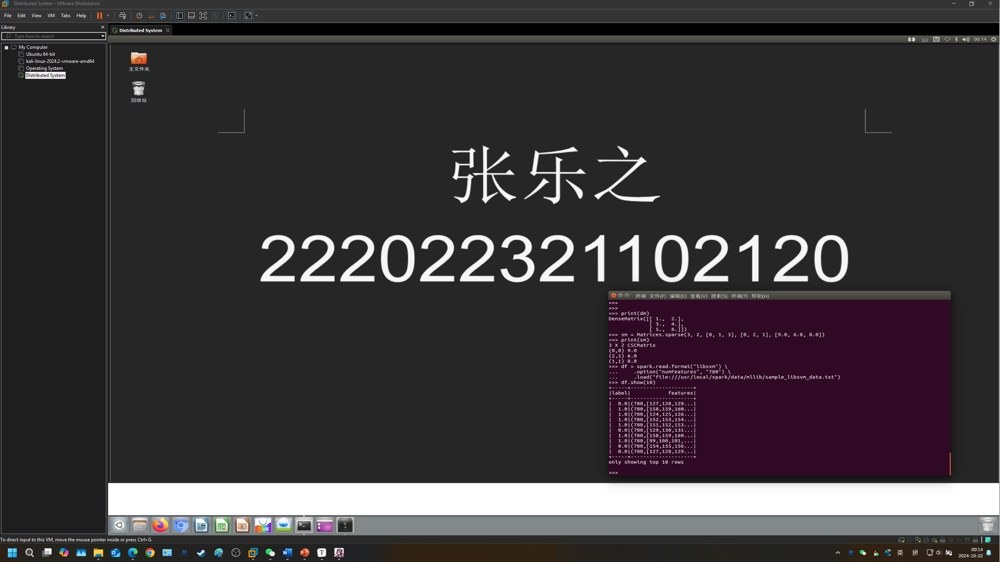 Distributed System - VMware Workstation
File Edit View VM Tabs Help
Library
Type here to search
My Computer
Ubuntu 64-bit
kali-linux-2024.2-vmware-amd64
Operating System
Distributed System
Distributed System
00:14
主文件夹
回收站
张乐之
222022321102120
终端 文件(F) 编辑(E) 查看(V) 搜索(S) 终端(T) 帮助(H)
>>>
>>>
>>> print(dm)
DenseMatrix([[ 1.,  2.],
             [ 3.,  4.],
             [ 5.,  6.]])
>>> sm = Matrices.sparse(3, 2, [0, 1, 3], [0, 2, 1], [9.0, 6.0, 8.0])
>>> print(sm)
3 X 2 CSCMatrix
(0,0) 9.0
(2,1) 6.0
(1,1) 8.0
>>> df = spark.read.format("libsvm") \
...     .option("numFeatures", "780") \
...     .load("file:///usr/local/spark/data/mllib/sample_libsvm_data.txt")
>>> df.show(10)
+-----+--------------------+
|label|            features|
+-----+--------------------+
|  0.0|(780,[127,128,129...|
|  1.0|(780,[158,159,160...|
|  1.0|(780,[124,125,126...|
|  1.0|(780,[152,153,154...|
|  1.0|(780,[151,152,153...|
|  0.0|(780,[129,130,131...|
|  1.0|(780,[158,159,160...|
|  1.0|(780,[99,100,101,...|
|  0.0|(780,[154,155,156...|
|  0.0|(780,[127,128,129...|
+-----+--------------------+
only showing top 10 rows
>>>
UK
To direct input to this VM, move the mouse pointer inside or press Ctrl+G.
英 拼
00:14
2024-10-22